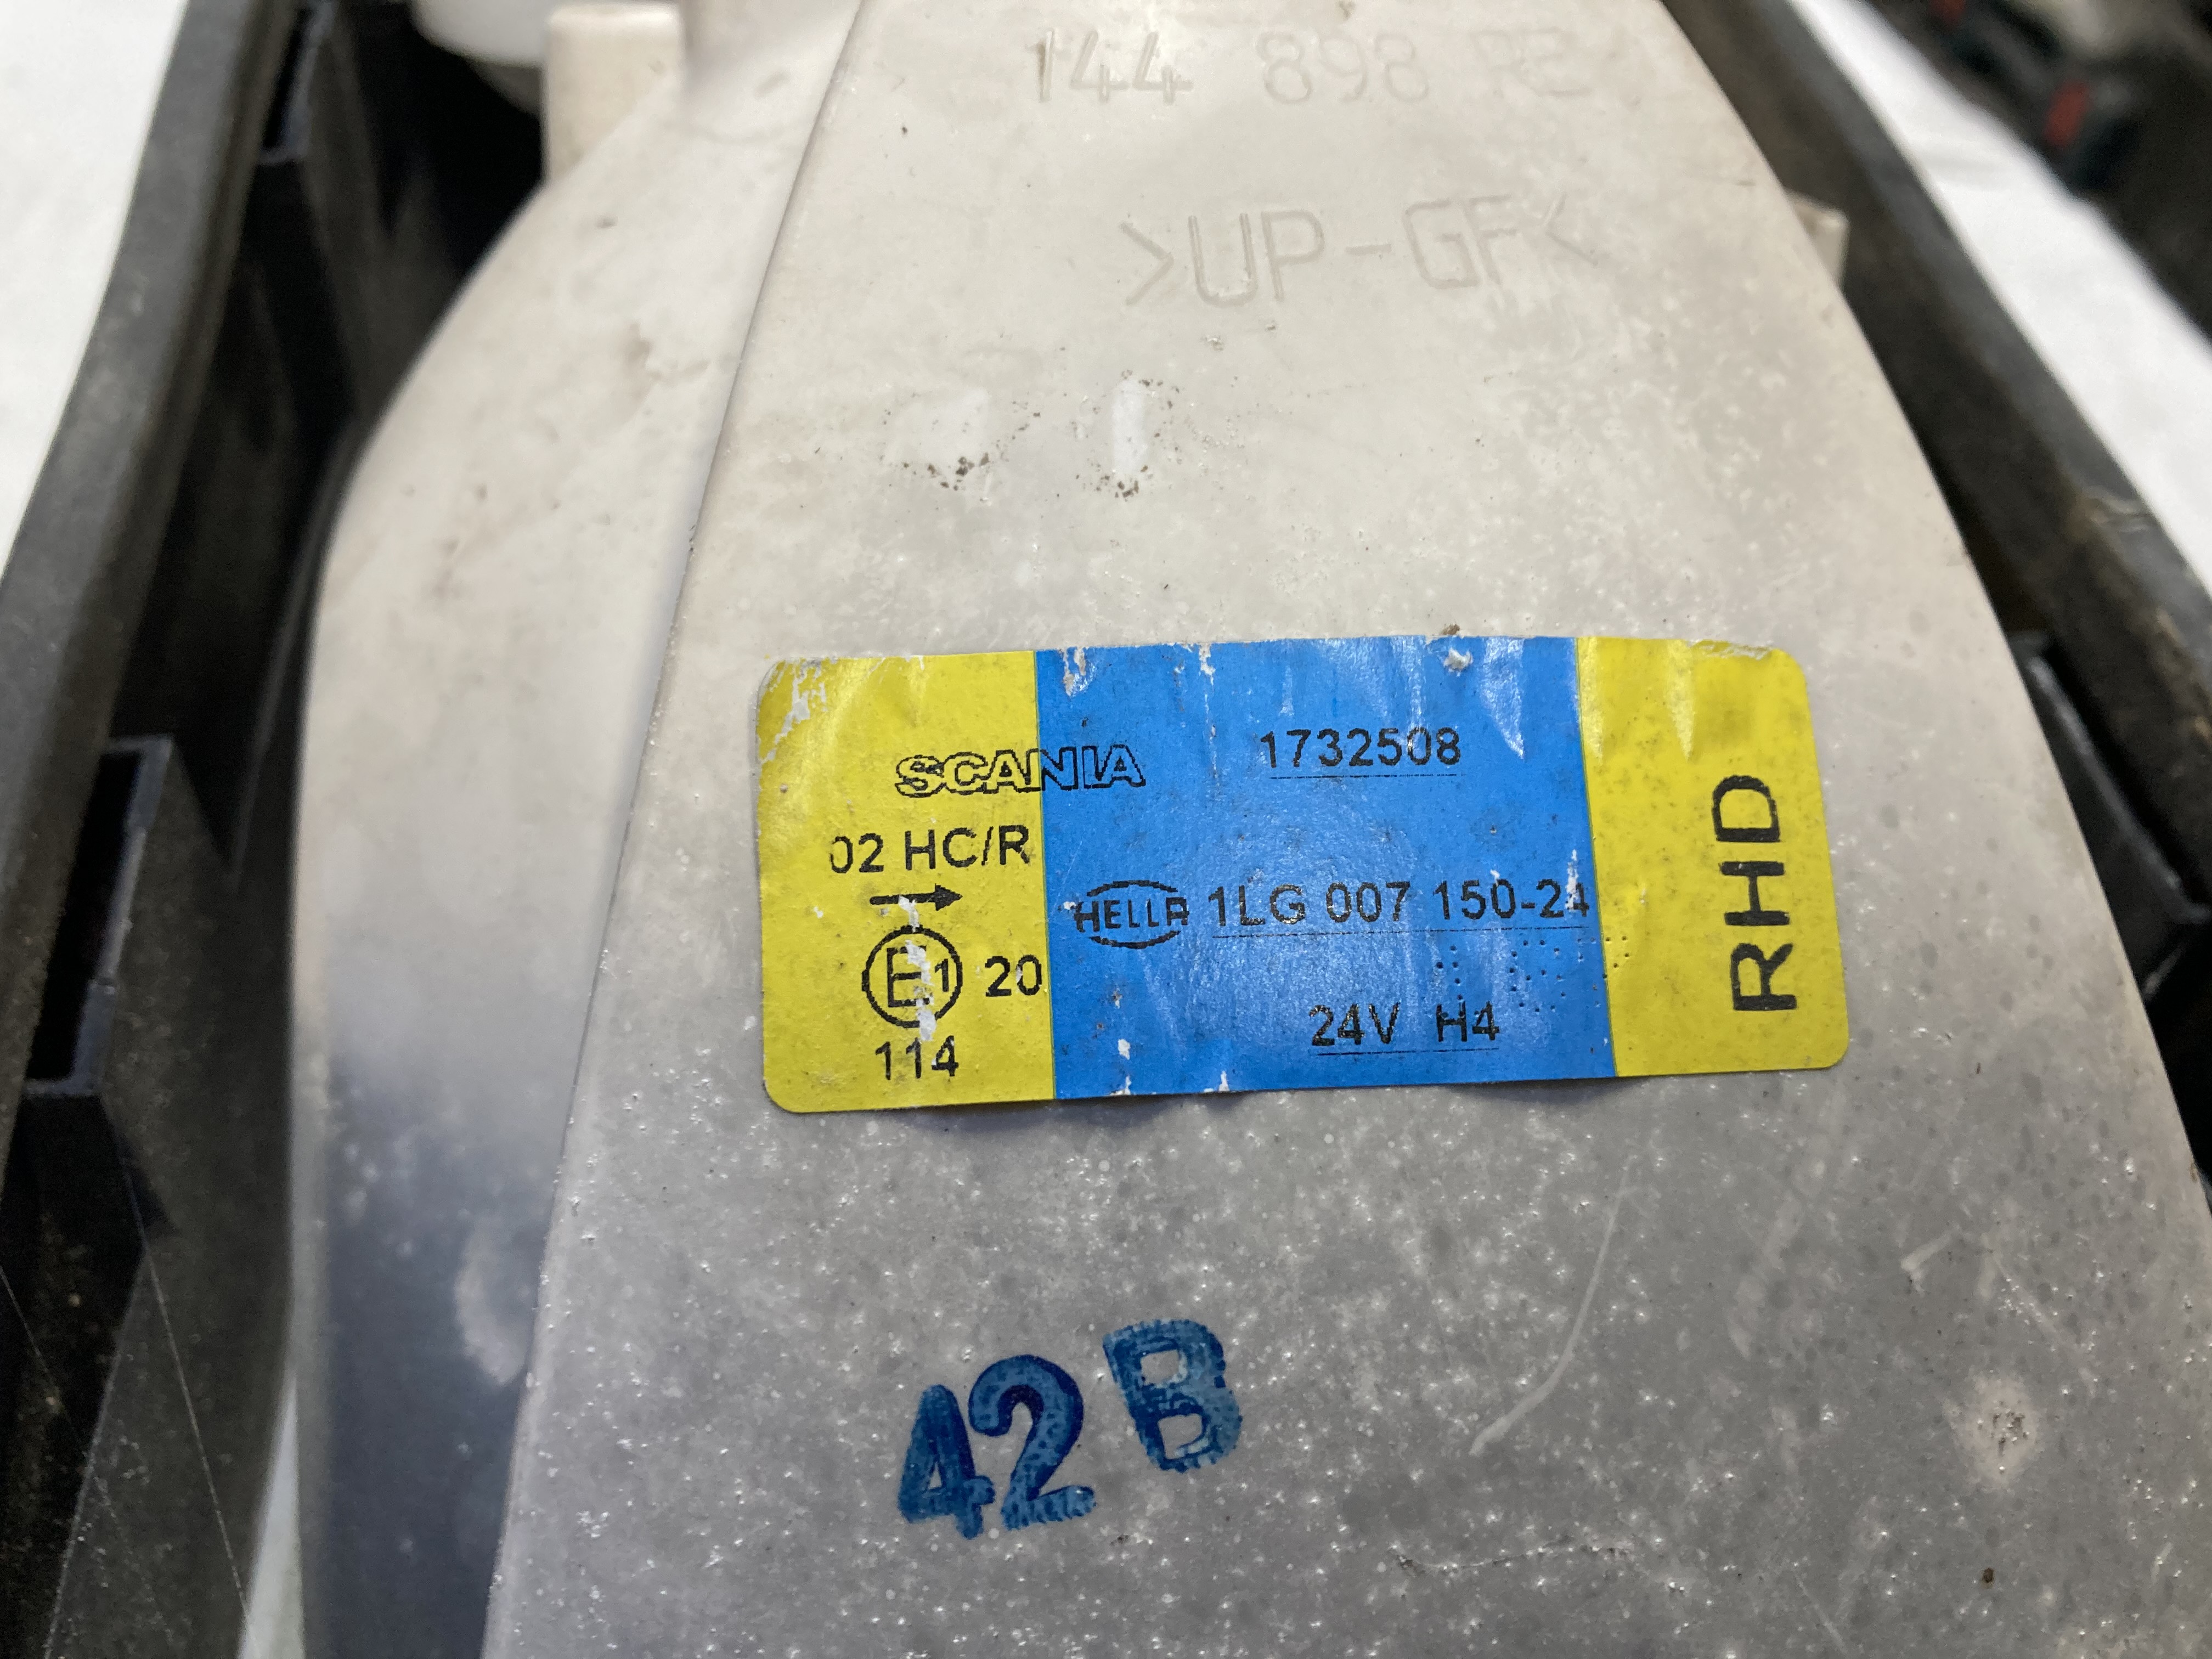 144 898
>UP-GF<
SCANIA 1732508
02 HC/R
→
HELLA 1LG 007 150-24
E1 20
114
24V H4
RHD
42B